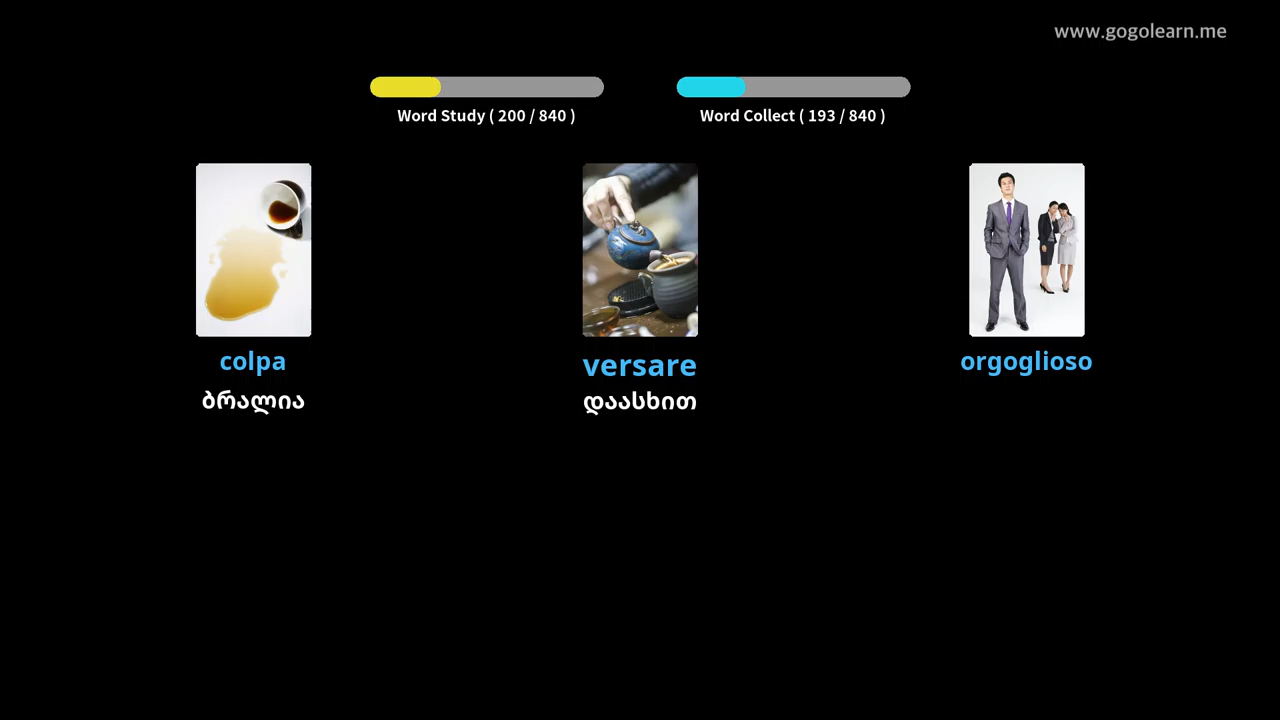 www.gogolearn.me
Word Study ( 200 / 840 )
Word Collect ( 193 / 840 )
colpa
ბრალია
versare
დაასხით
orgoglioso